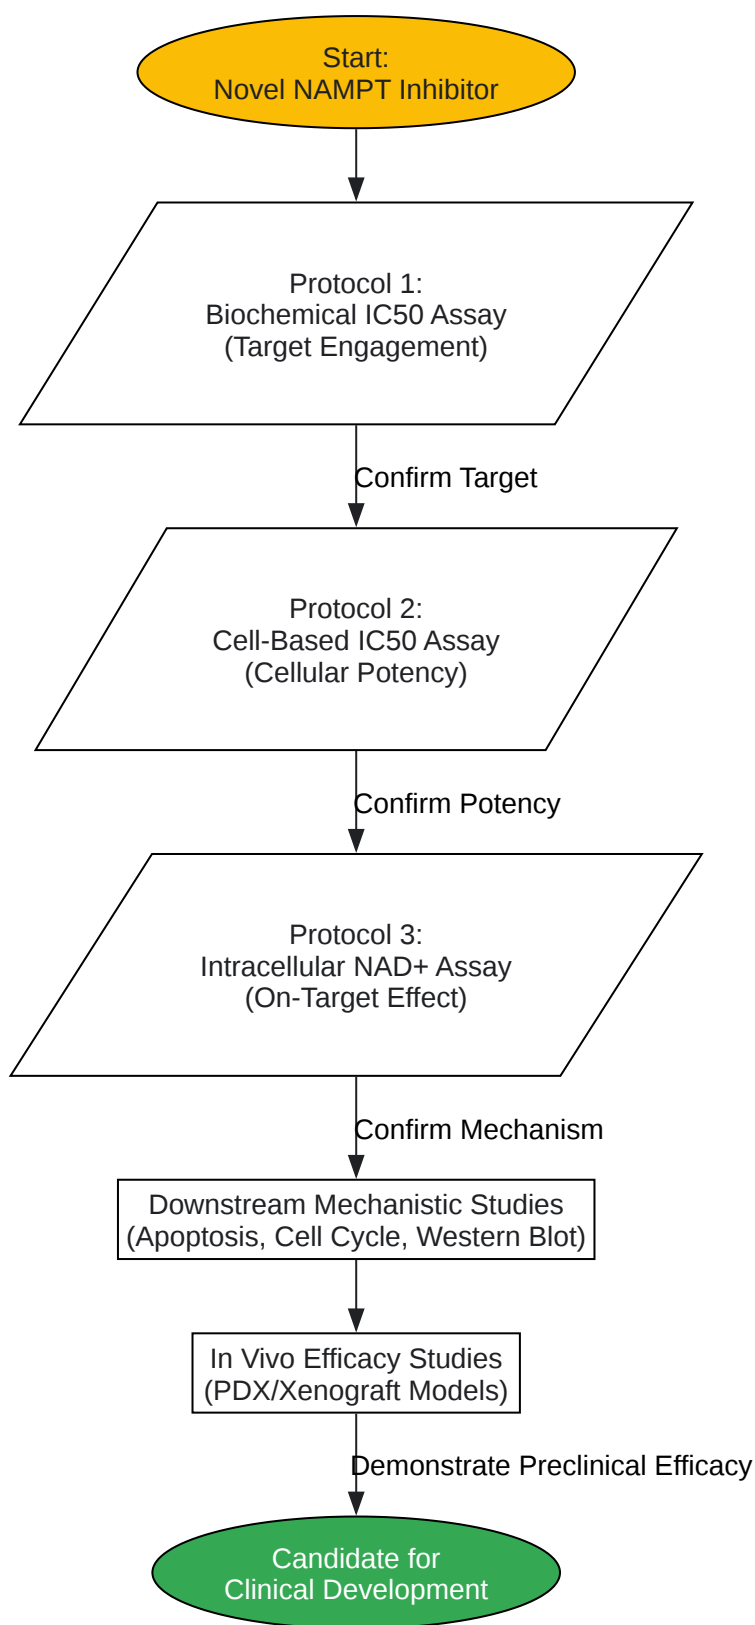 Start:
Novel NAMPT Inhibitor
Protocol 1:
Biochemical IC50 Assay
(Target Engagement)
Confirm Target
Protocol 2:
Cell-Based IC50 Assay
(Cellular Potency)
Confirm Potency
Protocol 3:
Intracellular NAD+ Assay
(On-Target Effect)
Confirm Mechanism
Downstream Mechanistic Studies
(Apoptosis, Cell Cycle, Western Blot)
In Vivo Efficacy Studies
(PDX/Xenograft Models)
Demonstrate Preclinical Efficacy
Candidate for
Clinical Development